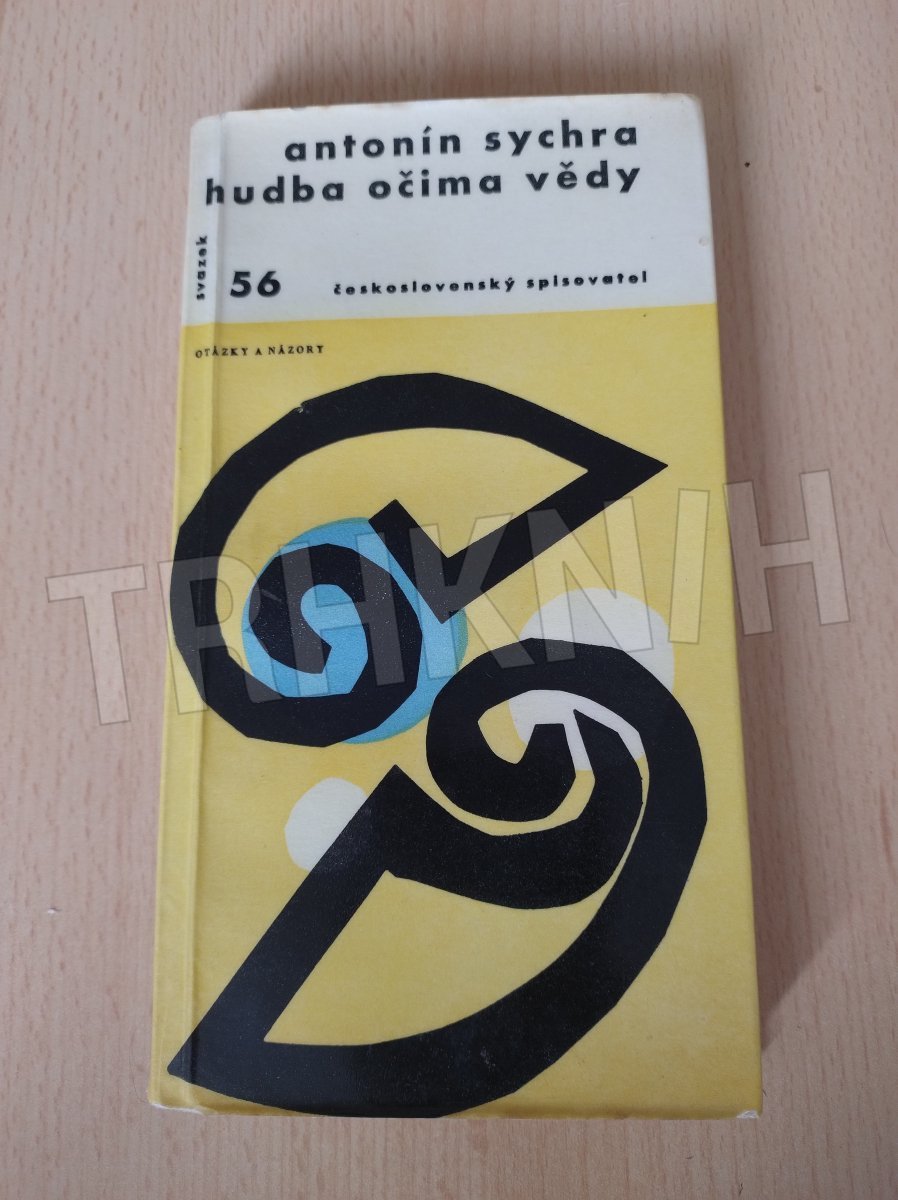 antonín sychra
hudba očima vědy
svazek
56
československý spisovatel
OTÁZKY A NÁZORY
TRHKNIH